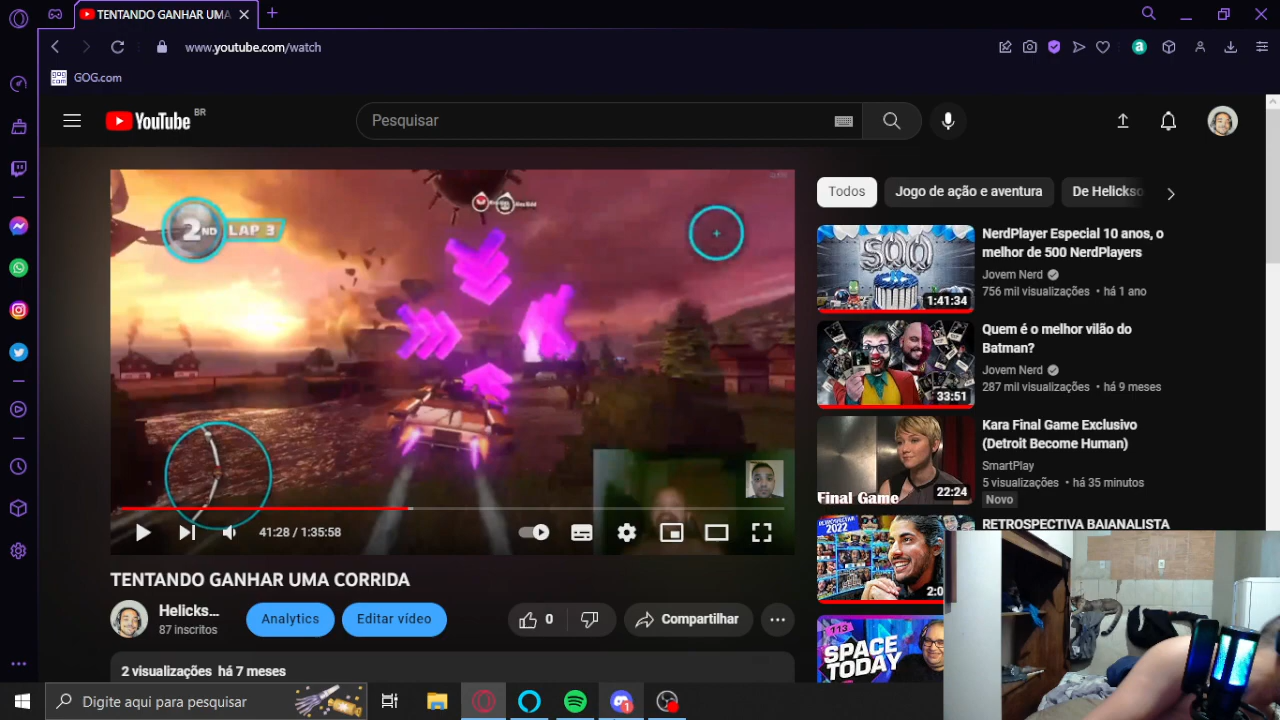 TENTANDO GANHAR UMA
www.youtube.com/watch
GOG.com
YouTube BR
Pesquisar
2ND LAP 3
41:28 / 1:35:58
TENTANDO GANHAR UMA CORRIDA
Helicks...
87 inscritos
Analytics
Editar vídeo
0
Compartilhar
2 visualizações há 7 meses
Todos
Jogo de ação e aventura
De Helickso
500
1:41:34
NerdPlayer Especial 10 anos, o
melhor de 500 NerdPlayers
Jovem Nerd
756 mil visualizações • há 1 ano
33:51
Quem é o melhor vilão do
Batman?
Jovem Nerd
287 mil visualizações • há 9 meses
Final Game
22:24
Kara Final Game Exclusivo
(Detroit Become Human)
SmartPlay
5 visualizações • há 35 minutos
Novo
2022
2:0
RETROSPECTIVA BAIANALISTA
113
SPACE
TODAY
Digite aqui para pesquisar
1